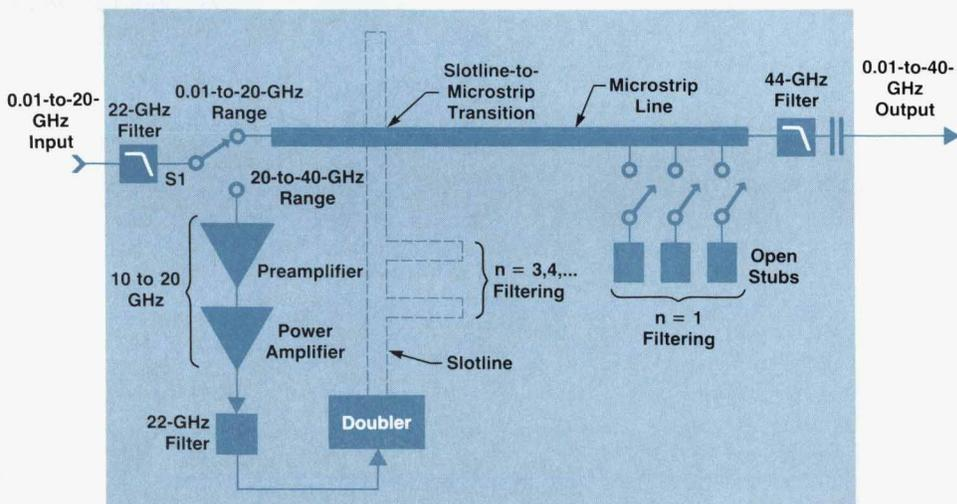 0.01-to-20-
GHz
Input
22-GHz
Filter
S1
0.01-to-20-GHz
Range
20-to-40-GHz
Range
Slotline-to-
Microstrip
Transition
Microstrip
Line
44-GHz
Filter
0.01-to-40-
GHz
Output
10 to 20
GHz
Preamplifier
Power
Amplifier
n = 3,4,...
Filtering
Open
Stubs
n = 1
Filtering
Slotline
22-GHz
Filter
Doubler